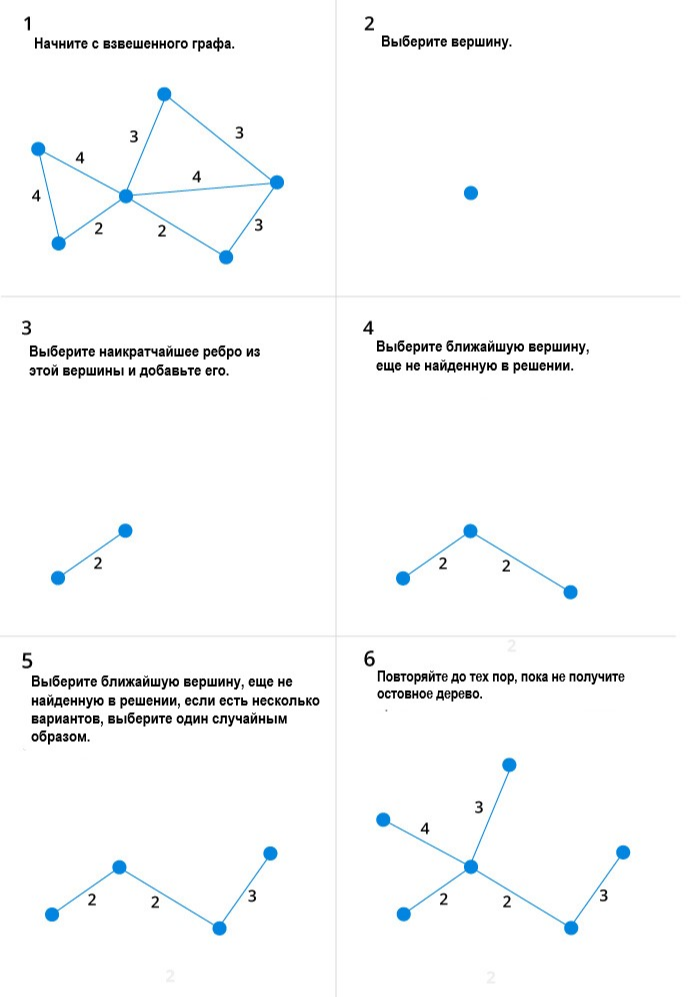 1
Начните с взвешенного графа.
3
3
4
4
4
2
2
3
2
Выберите вершину.
3
Выберите наикратчайшее ребро из
этой вершины и добавьте его.
2
4
Выберите ближайшую вершину,
еще не найденную в решении.
2
2
2
5
Выберите ближайшую вершину, еще не
найденную в решении, если есть несколько
вариантов, выберите один случайным
образом.
2
2
3
2
6
Повторяйте до тех пор, пока не получите
остовное дерево.
3
4
2
2
3
2